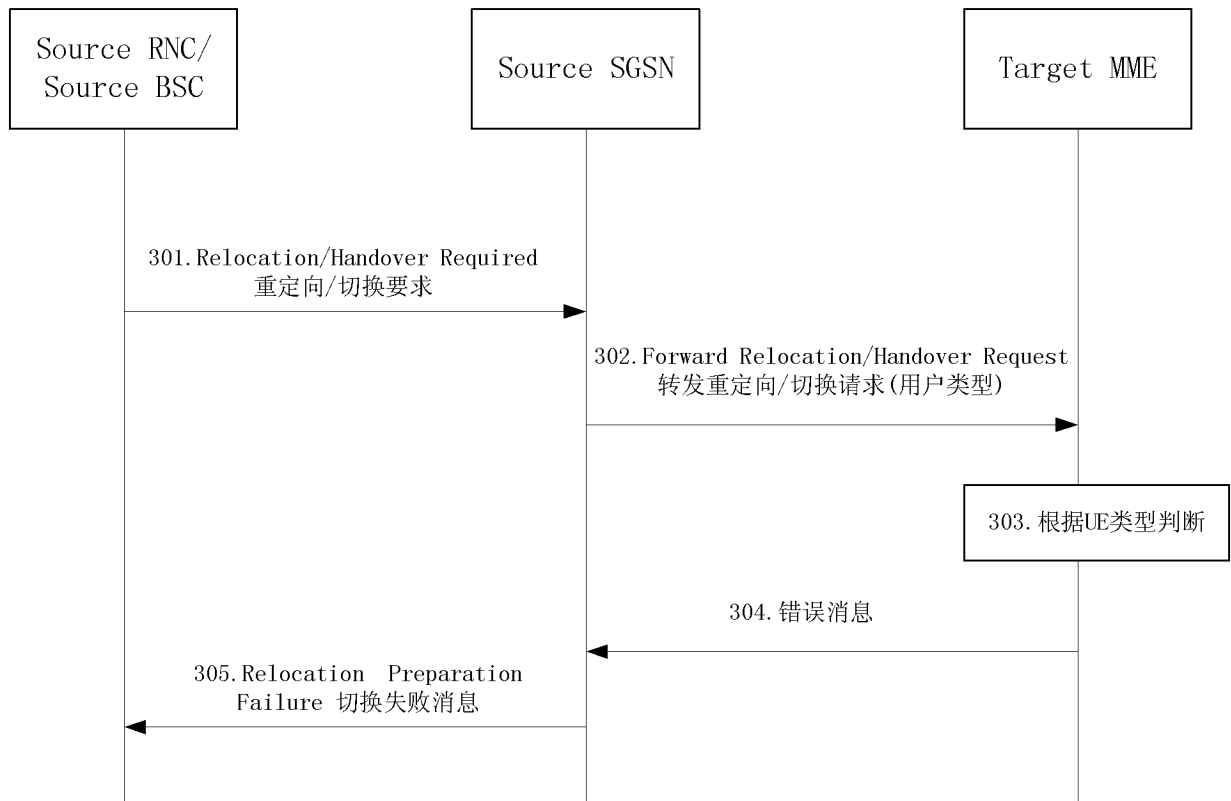 Source RNC/
Source BSC
Source SGSN
Target MME
301.Relocation/Handover Required
重定向/切换要求
302.Forward Relocation/Handover Request
转发重定向/切换请求(用户类型)
303.根据UE类型判断
304.错误消息
305.Relocation Preparation
Failure 切换失败消息